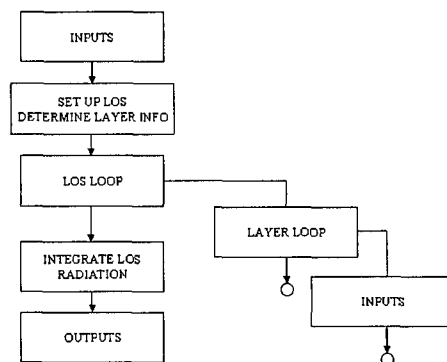 INPUTS
SET UP LOS
DETERMINE LAYER INFO
LOS LOOP
LAYER LOOP
INTEGRATE LOS
RADIATION
INPUTS
OUTPUTS